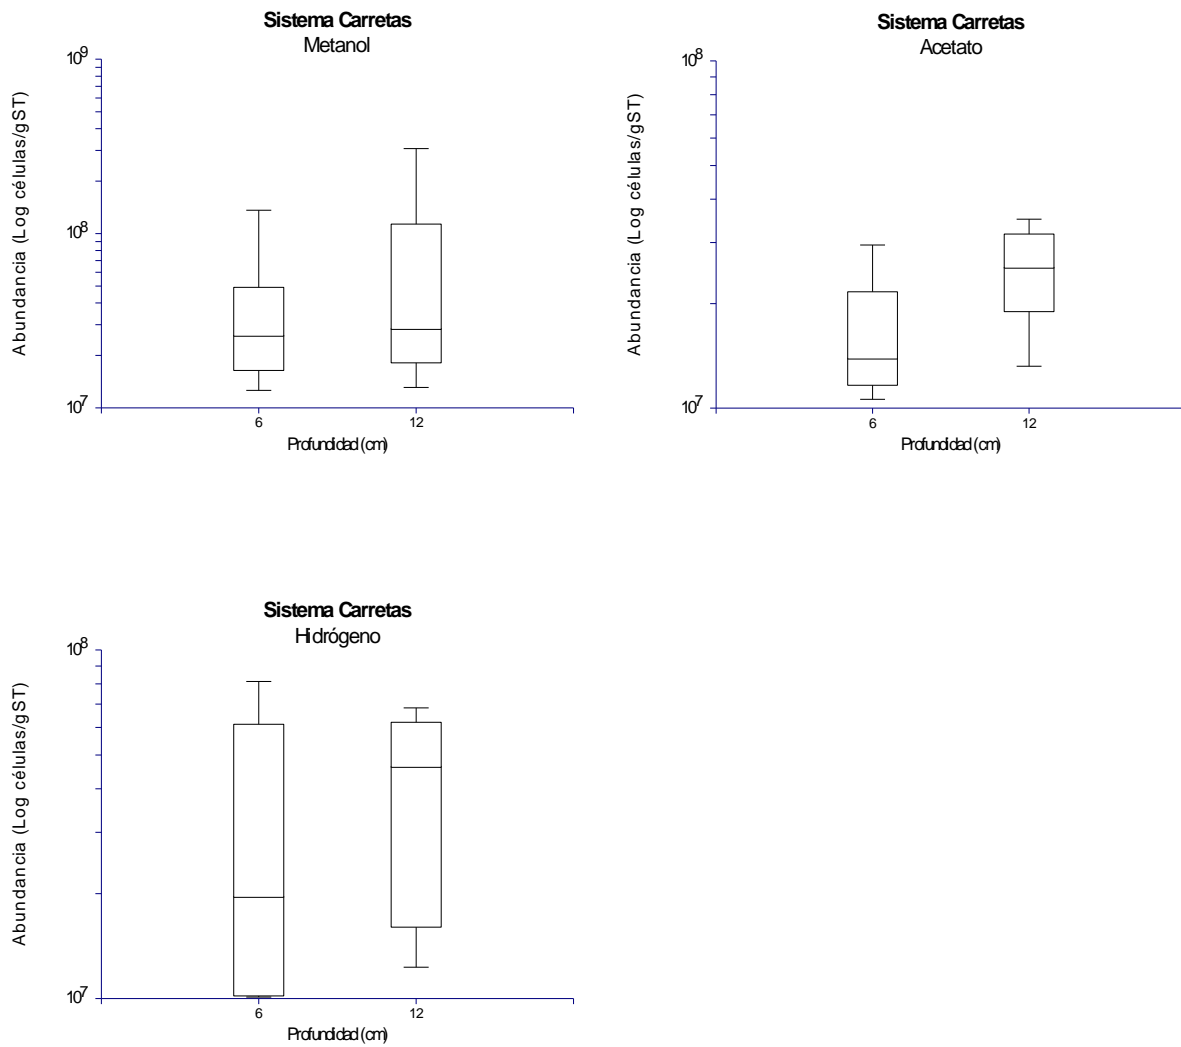 Sistema Carretas
Metanol
10⁹
10⁸
10⁷
Abundancia (Log células/gST)
6
12
Profundidad (cm)
Sistema Carretas
Acetato
10⁸
10⁷
Abundancia (Log células/gST)
6
12
Profundidad (cm)
Sistema Carretas
Hidrógeno
10⁸
10⁷
Abundancia (Log células/gST)
6
12
Profundidad (cm)